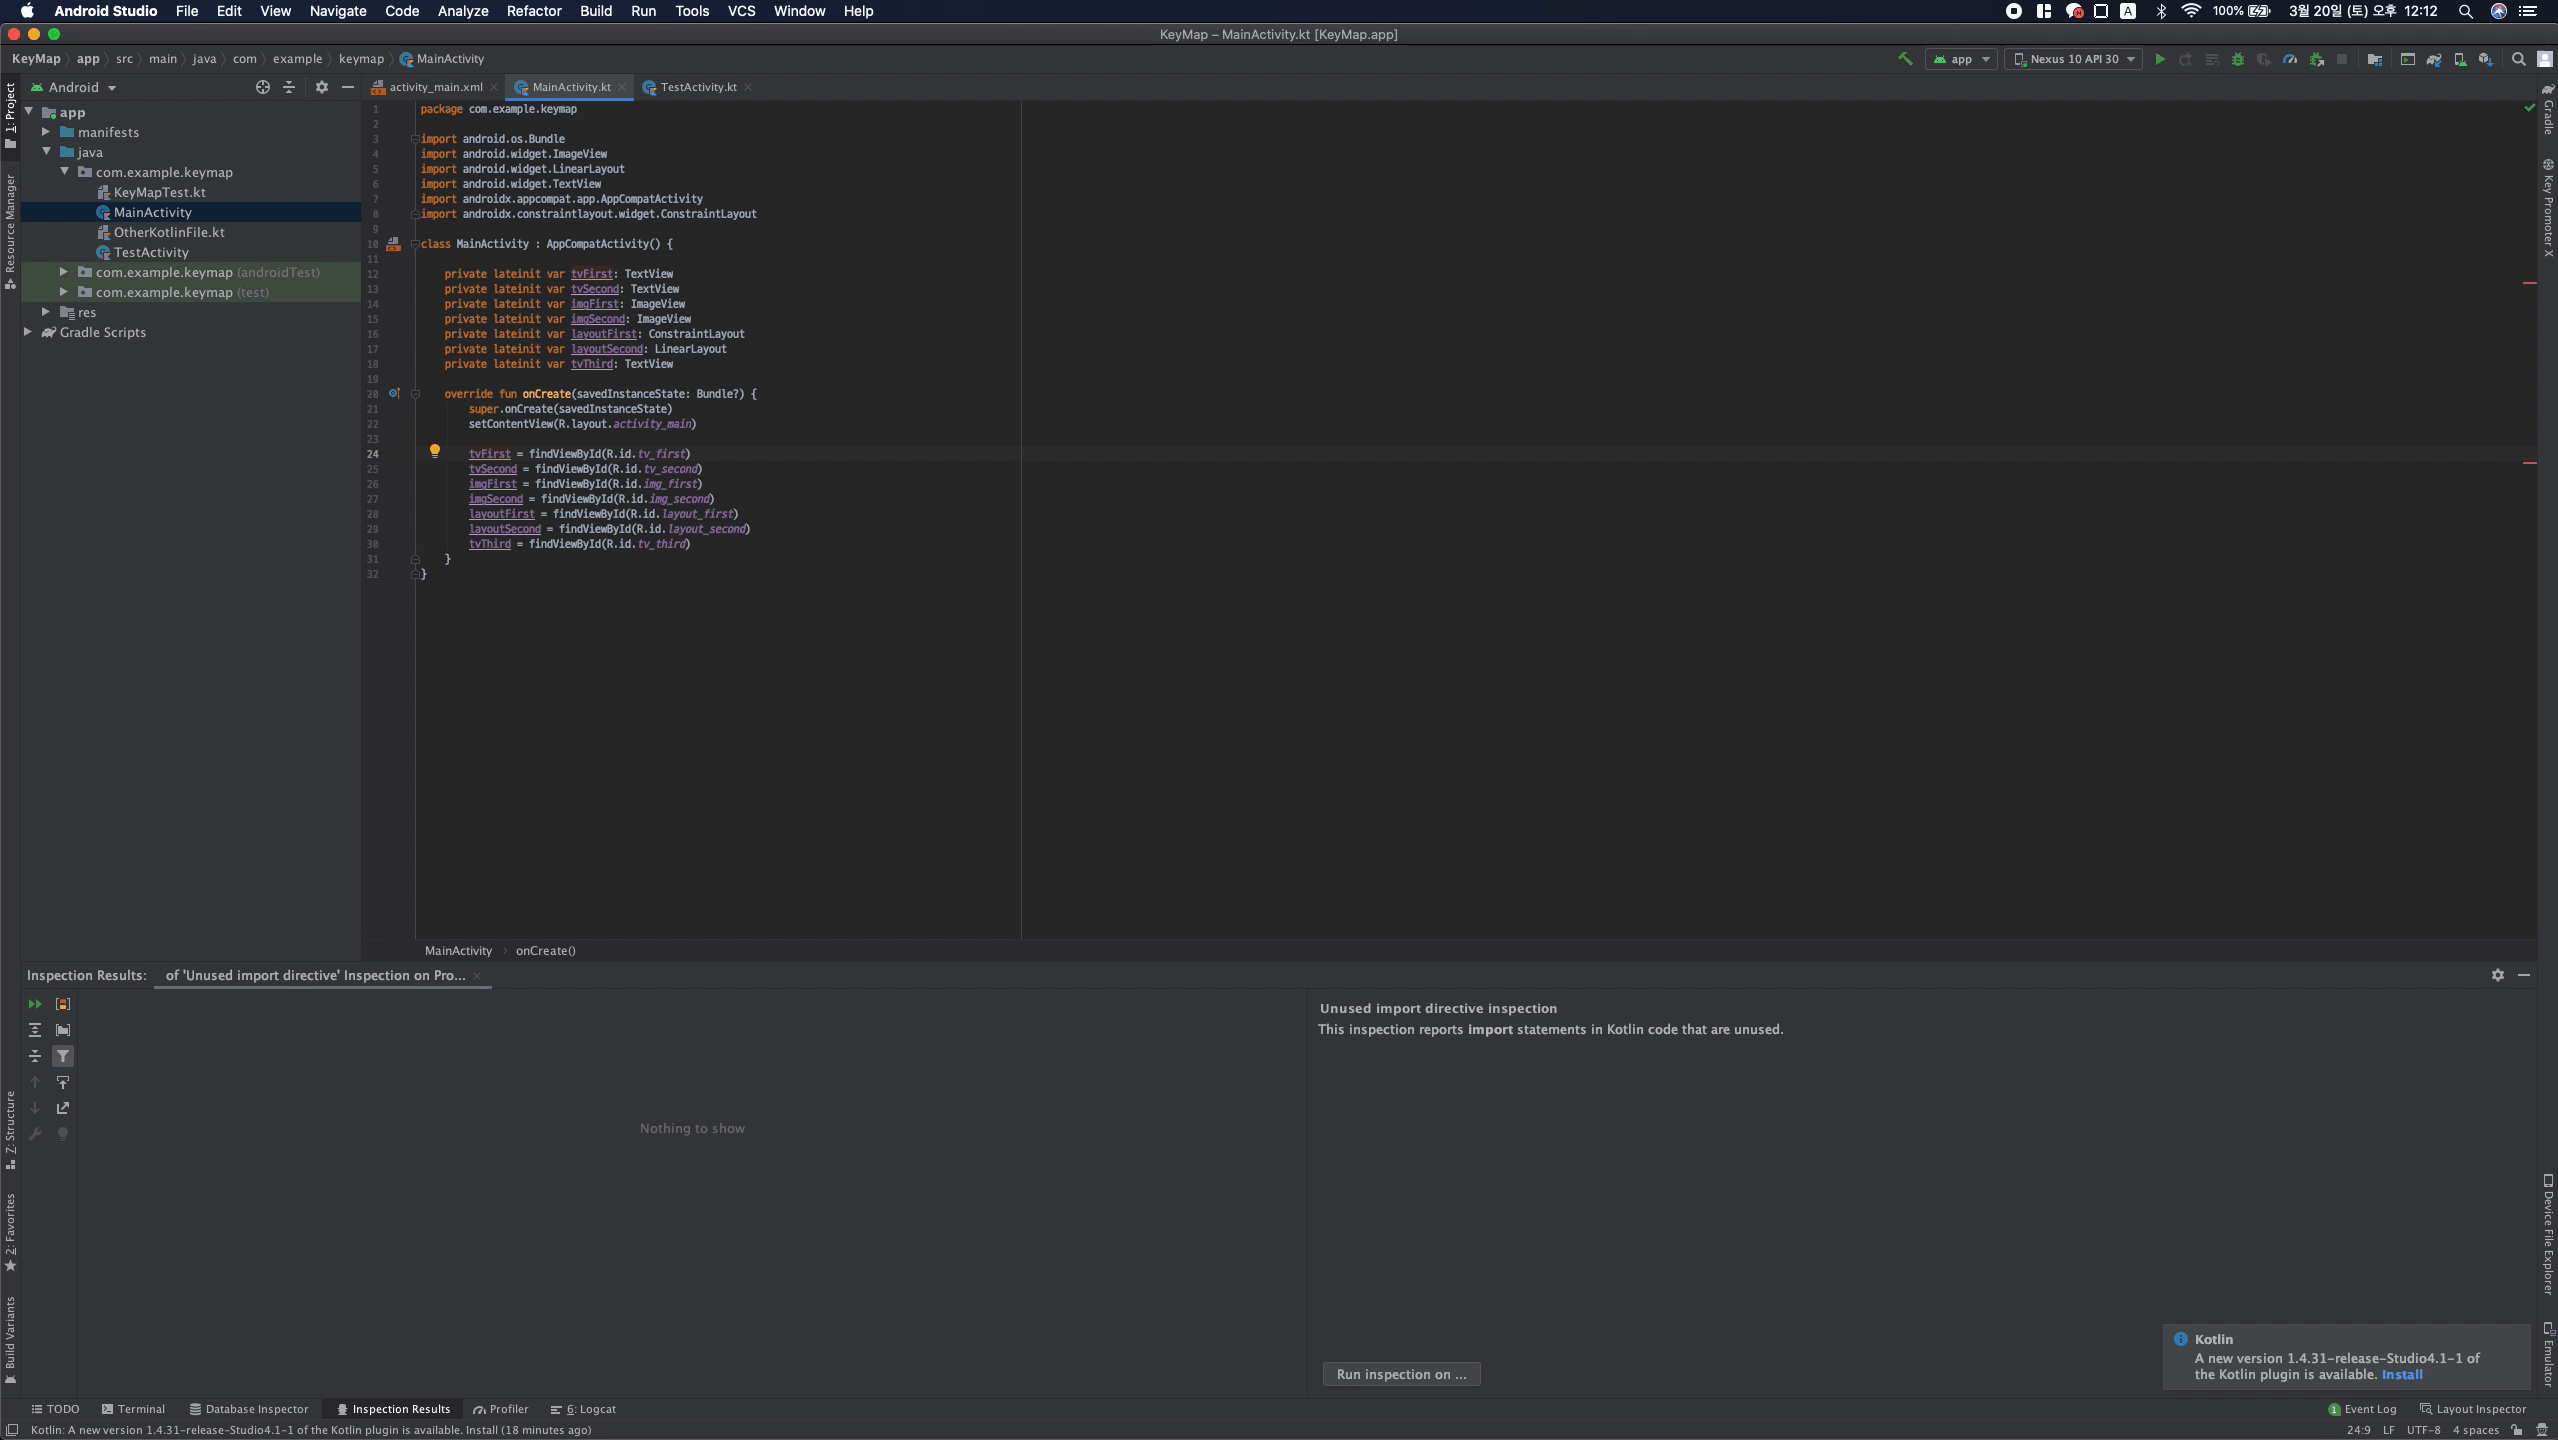 Android Studio File Edit View Navigate Code Analyze Refactor Build Run Tools VCS Window Help
A 100% 3월 20일 (토) 오후 12:12
KeyMap – MainActivity.kt [KeyMap.app]
KeyMap app src main java com example keymap MainActivity
app Nexus 10 API 30
Android
activity_main.xml MainActivity.kt TestActivity.kt
app
manifests
java
com.example.keymap
KeyMapTest.kt
MainActivity
OtherKotlinFile.kt
TestActivity
com.example.keymap (androidTest)
com.example.keymap (test)
res
Gradle Scripts
1: Project
Resource Manager
Z: Structure
2: Favorites
Build Variants
1 package com.example.keymap
2
3 import android.os.Bundle
4 import android.widget.ImageView
5 import android.widget.LinearLayout
6 import android.widget.TextView
7 import androidx.appcompat.app.AppCompatActivity
8 import androidx.constraintlayout.widget.ConstraintLayout
9
10 class MainActivity : AppCompatActivity() {
11
12 private lateinit var tvFirst: TextView
13 private lateinit var tvSecond: TextView
14 private lateinit var imgFirst: ImageView
15 private lateinit var imgSecond: ImageView
16 private lateinit var layoutFirst: ConstraintLayout
17 private lateinit var layoutSecond: LinearLayout
18 private lateinit var tvThird: TextView
19
20 override fun onCreate(savedInstanceState: Bundle?) {
21 super.onCreate(savedInstanceState)
22 setContentView(R.layout.activity_main)
23
24 tvFirst = findViewById(R.id.tv_first)
25 tvSecond = findViewById(R.id.tv_second)
26 imgFirst = findViewById(R.id.img_first)
27 imgSecond = findViewById(R.id.img_second)
28 layoutFirst = findViewById(R.id.layout_first)
29 layoutSecond = findViewById(R.id.layout_second)
30 tvThird = findViewById(R.id.tv_third)
31 }
32 }
Gradle
Key Promoter X
Device File Explorer
Emulator
MainActivity onCreate()
Inspection Results: of 'Unused import directive' Inspection on Pro...
Nothing to show
Unused import directive inspection
This inspection reports import statements in Kotlin code that are unused.
Run inspection on ...
Kotlin
A new version 1.4.31-release-Studio4.1-1 of
the Kotlin plugin is available. Install
TODO Terminal Database Inspector Inspection Results Profiler 6: Logcat
1 Event Log Layout Inspector
Kotlin: A new version 1.4.31-release-Studio4.1-1 of the Kotlin plugin is available. Install (18 minutes ago)
24:9 LF UTF-8 4 spaces